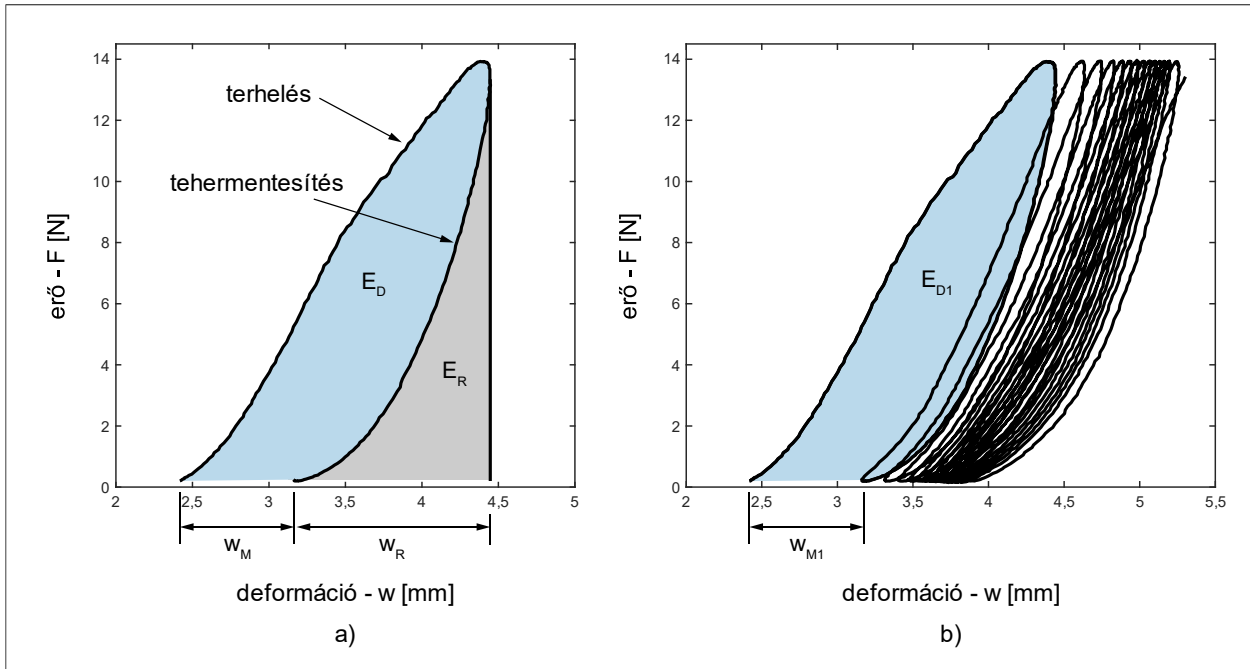 14
12
10
8
6
4
2
0
2
2,5
3
3,5
4
4,5
5
erő - F [N]
terhelés
tehermentesítés
E_D
E_R
w_M
w_R
deformáció - w [mm]
a)
14
12
10
8
6
4
2
0
2
2,5
3
3,5
4
4,5
5
5,5
erő - F [N]
E_D1
w_M1
deformáció - w [mm]
b)